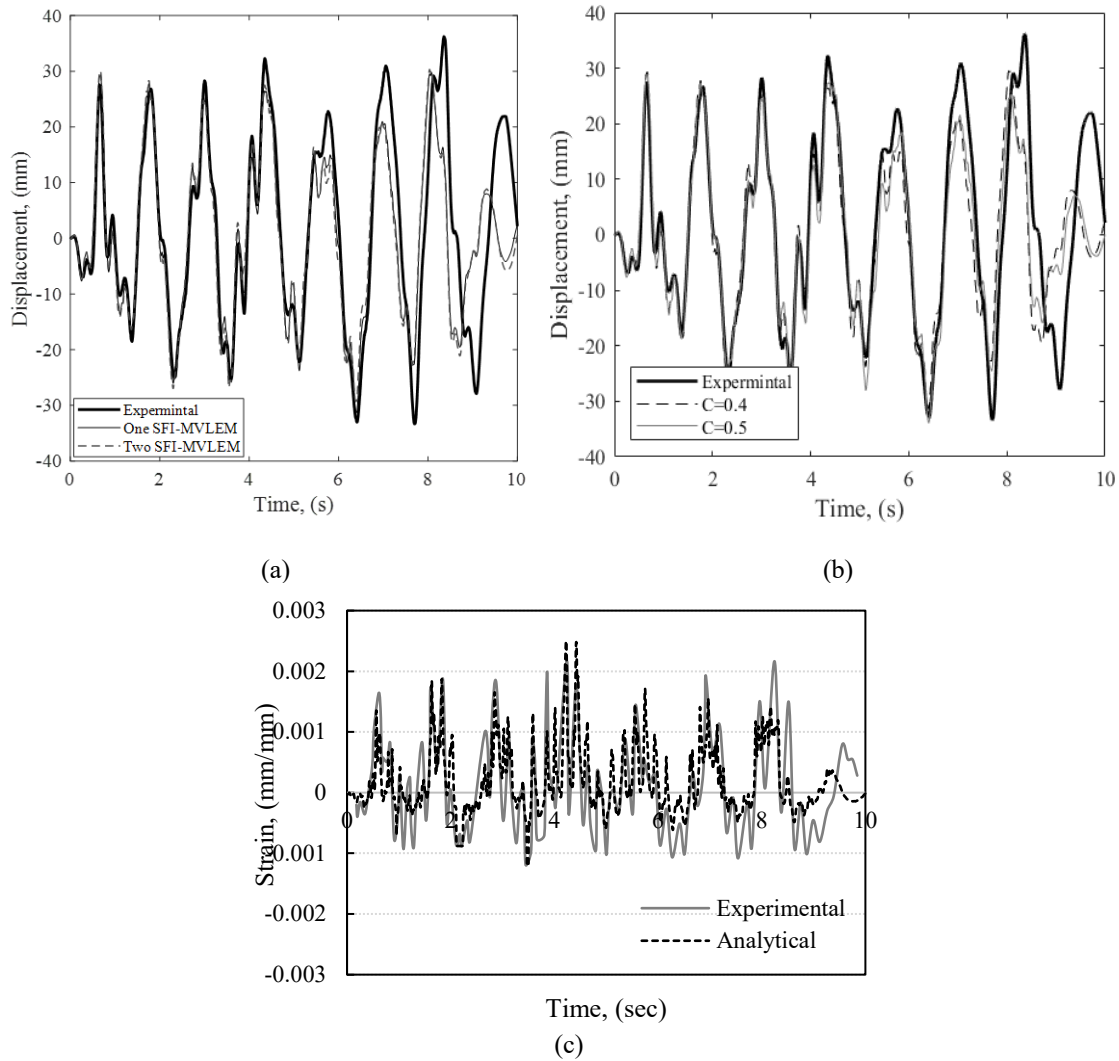 40
30
20
10
0
-10
-20
-30
-40
Displacement, (mm)
Expermintal
One SFI-MVLEM
Two SFI-MVLEM
0 2 4 6 8 10
Time, (s)
(a)
40
30
20
10
0
-10
-20
-30
-40
Displacement, (mm)
Expermintal
C=0.4
C=0.5
0 2 4 6 8 10
Time, (s)
(b)
0.003
0.002
0.001
0
-0.001
-0.002
-0.003
Strain, (mm/mm)
0 2 4 6 8 10
Experimental
Analytical
Time, (sec)
(c)